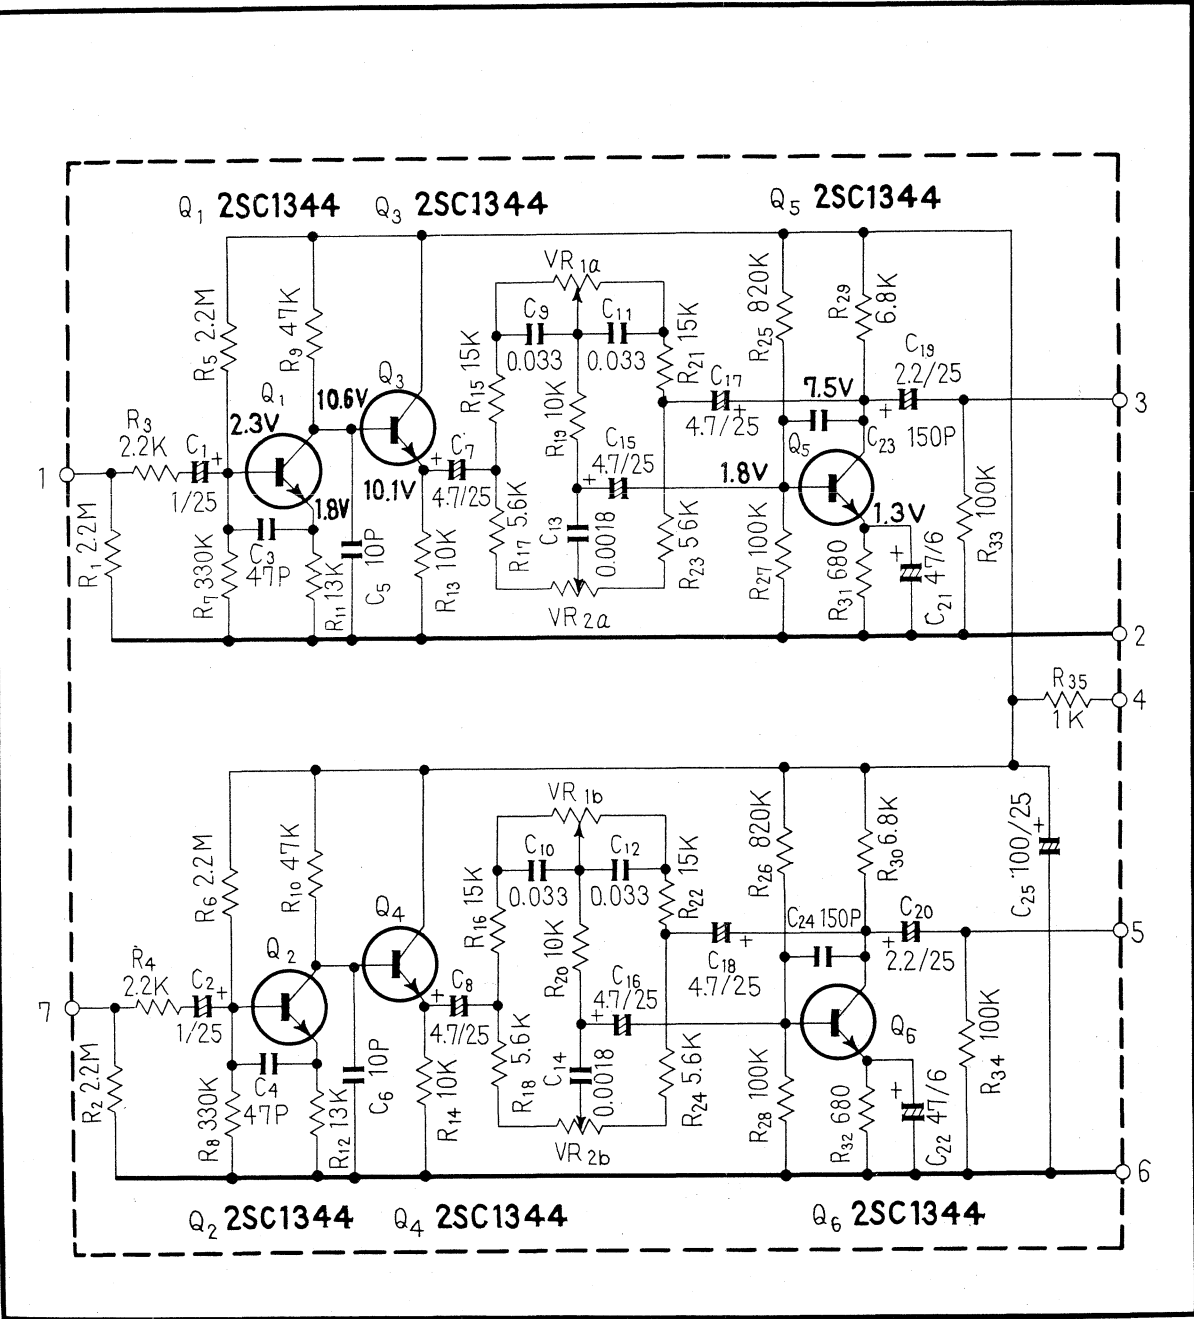 Q1 2SC1344
Q3 2SC1344
Q5 2SC1344
VR1a
R5 2.2M
R9 47K
C9
0.033
C11
0.033
R15 15K
R21 15K
R25 820K
R29 6.8K
C19
2.2/25
Q1
Q3
10.6V
2.3V
R3
2.2K
C1 +
1/25
R19 10K
C17
+
4.7/25
7.5V
+
C23
150P
Q5
3
1
10.1V
+
C7
4.7/25
C15
+
4.7/25
1.8V
1.8V
1.3V
R1 2.2M
R7 330K
C3
47P
R11 13K
C5 10P
R13 10K
R17 5.6K
C13
0.0018
R23 5.6K
R27 100K
R31 680
+
C21 47/6
R33 100K
VR2a
2
R35
1K
4
VR1b
R6 2.2M
R10 47K
C10
0.033
C12
0.033
R16 15K
R22 15K
R26 820K
R30 6.8K
C25 100/25
+
Q2
Q4
R4
2.2K
C2 +
1/25
R20 10K
C18
+
4.7/25
C24 150P
C20
+
2.2/25
5
7
+
C8
4.7/25
C16
+
4.7/25
Q6
R2 2.2M
R8 330K
C4
47P
R12 13K
C6 10P
R14 10K
R18 5.6K
C14
0.0018
R24 5.6K
R28 100K
R32 680
+
C22 47/6
R34 100K
VR2b
6
Q2 2SC1344
Q4 2SC1344
Q6 2SC1344